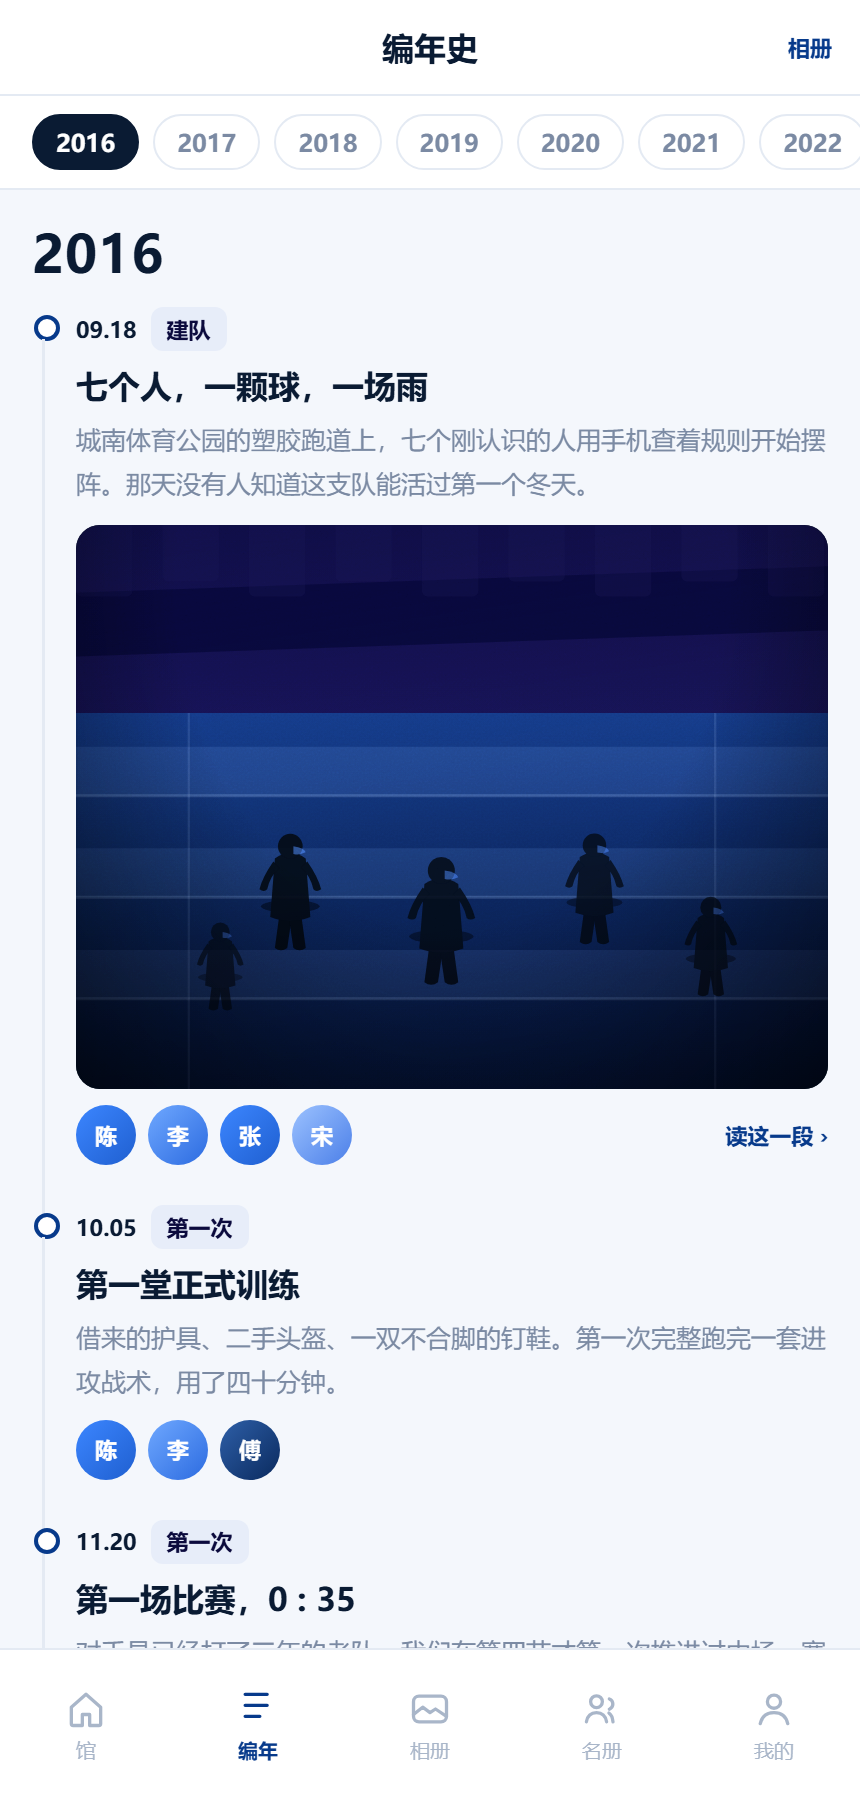 编年史
相册
2016 2017 2018 2019 2020 2021 2022
2016
09.18 建队
七个人，一颗球，一场雨
城南体育公园的塑胶跑道上，七个刚认识的人用手机查着规则开始摆
阵。那天没有人知道这支队能活过第一个冬天。
陈 李 张 宋
读这一段 ›
10.05 第一次
第一堂正式训练
借来的护具、二手头盔、一双不合脚的钉鞋。第一次完整跑完一套进
攻战术，用了四十分钟。
陈 李 傅
11.20 第一次
第一场比赛，0 : 35
馆 编年 相册 名册 我的